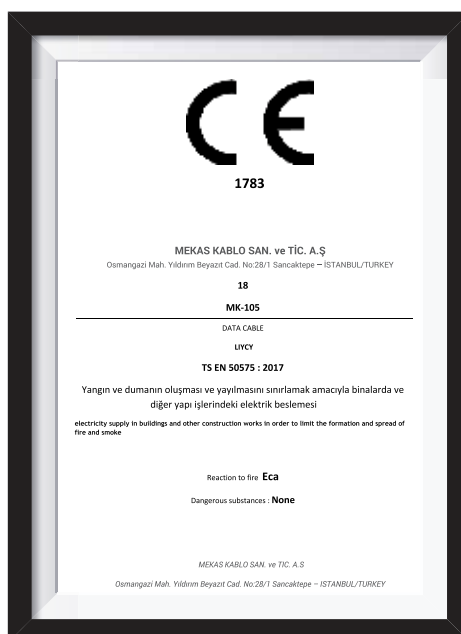 CE
1783
MEKAS KABLO SAN. ve TİC. A.Ş
Osmangazi Mah. Yıldırım Beyazıt Cad. No:28/1 Sancaktepe – İSTANBUL/TURKEY
18
MK-105
DATA CABLE
LIYCY
TS EN 50575 : 2017
Yangın ve dumanın oluşması ve yayılmasını sınırlamak amacıyla binalarda ve
diğer yapı işlerindeki elektrik beslemesi
electricity supply in buildings and other construction works in order to limit the formation and spread of
fire and smoke
Reaction to fire Eca
Dangerous substances : None
MEKAS KABLO SAN. ve TIC. A.S
Osmangazi Mah. Yıldırım Beyazıt Cad. No:28/1 Sancaktepe – ISTANBUL/TURKEY